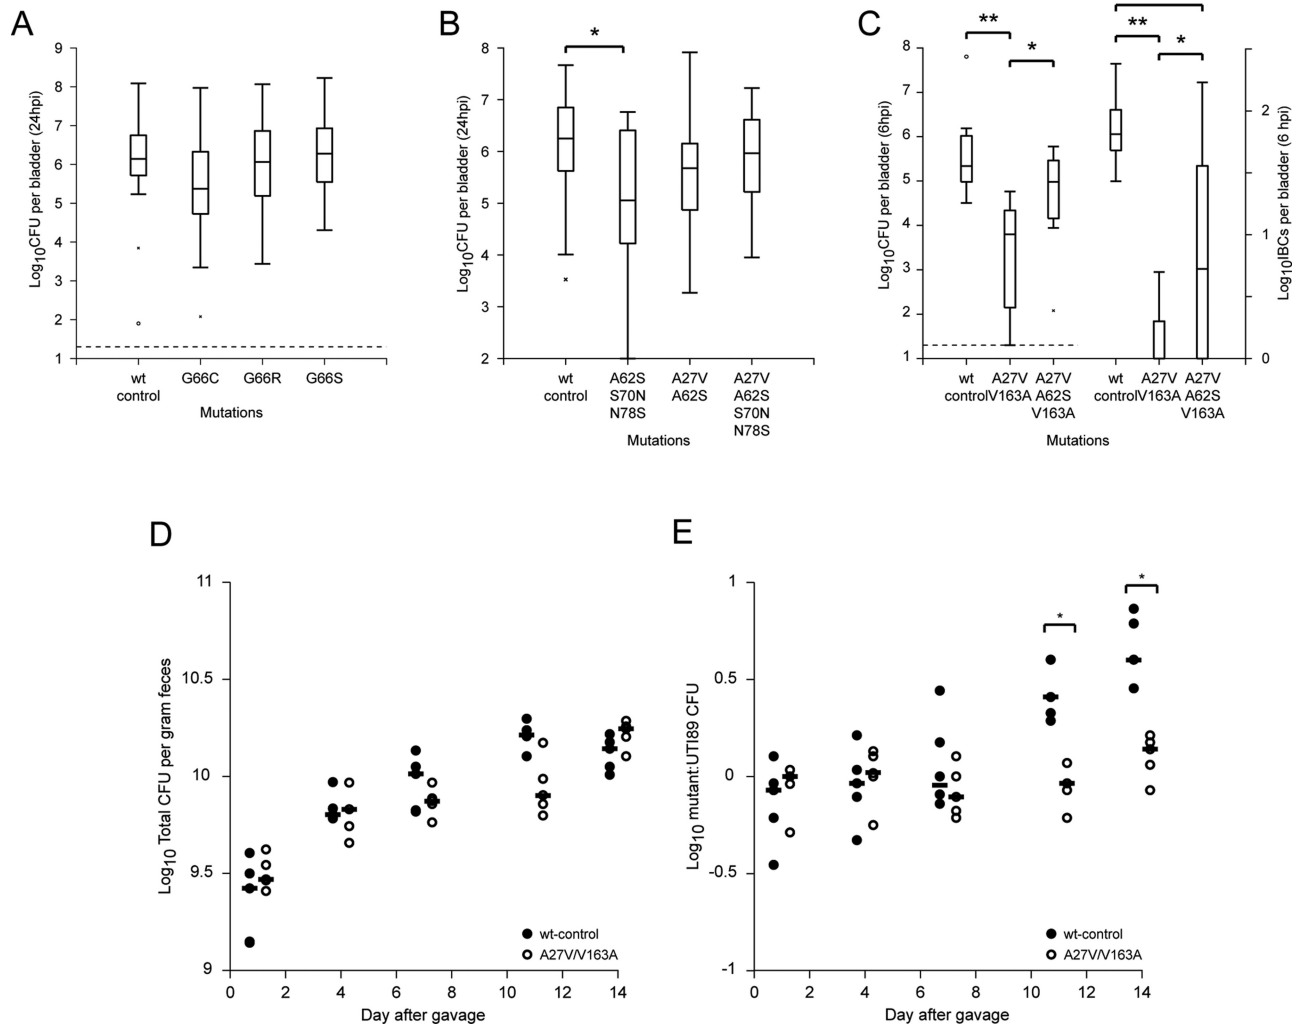 A
Log10CFU per bladder (24hpi)
9
8
7
6
5
4
3
2
1
wt
control
G66C
G66R
G66S
Mutations
B
*
Log10CFU per bladder (24hpi)
8
7
6
5
4
3
2
wt
control
A62S
S70N
N78S
A27V
A62S
A27V
A62S
S70N
N78S
Mutations
C
**
*
**
*
Log10CFU per bladder (6hpi)
8
7
6
5
4
3
2
1
2
1
0
Log10IBCs per bladder (6 hpi)
wt
control
A27V
V163A
A27V
A62S
V163A
wt
control
A27V
V163A
A27V
A62S
V163A
Mutations
D
Log10 Total CFU per gram feces
11
10.5
10
9.5
9
0 2 4 6 8 10 12 14
Day after gavage
wt-control
A27V/V163A
E
*
*
Log10 mutant:UTI89 CFU
1
0.5
0
-0.5
-1
0 2 4 6 8 10 12 14
Day after gavage
wt-control
A27V/V163A